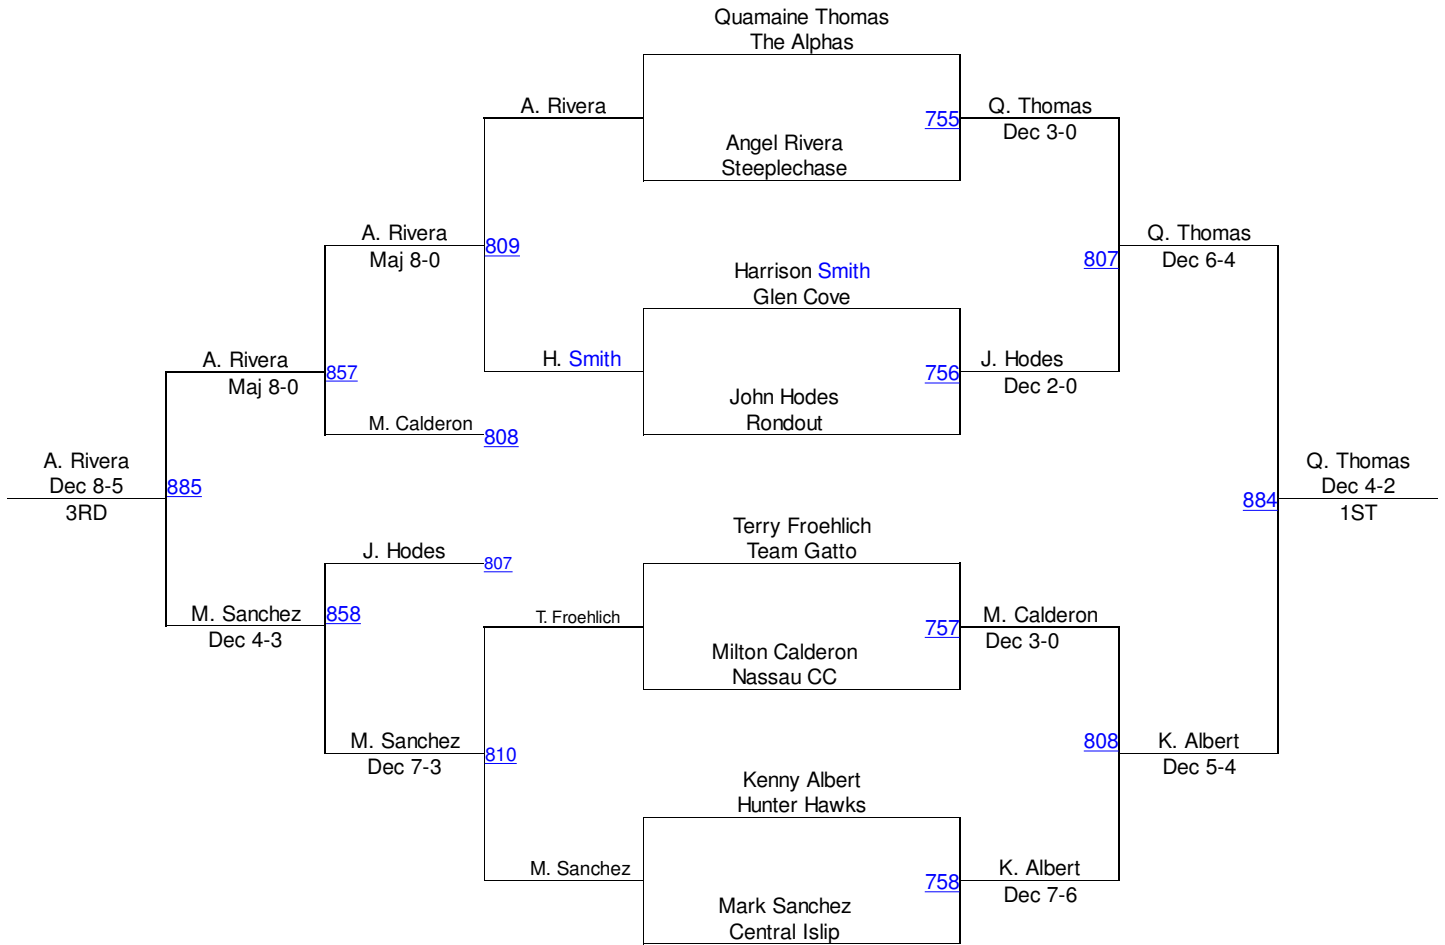 Quamaine Thomas
The Alphas
A. Rivera
755
Q. Thomas
Dec 3-0
Angel Rivera
Steeplechase
A. Rivera
Maj 8-0
809
Q. Thomas
Dec 6-4
807
Harrison Smith
Glen Cove
A. Rivera
Maj 8-0
857
H. Smith
756
J. Hodes
Dec 2-0
John Hodes
Rondout
M. Calderon
808
A. Rivera
Dec 8-5
3RD
885
884
Q. Thomas
Dec 4-2
1ST
Terry Froehlich
Team Gatto
J. Hodes
807
M. Sanchez
Dec 4-3
858
T. Froehlich
757
M. Calderon
Dec 3-0
Milton Calderon
Nassau CC
M. Sanchez
Dec 7-3
810
808
K. Albert
Dec 5-4
Kenny Albert
Hunter Hawks
M. Sanchez
758
K. Albert
Dec 7-6
Mark Sanchez
Central Islip